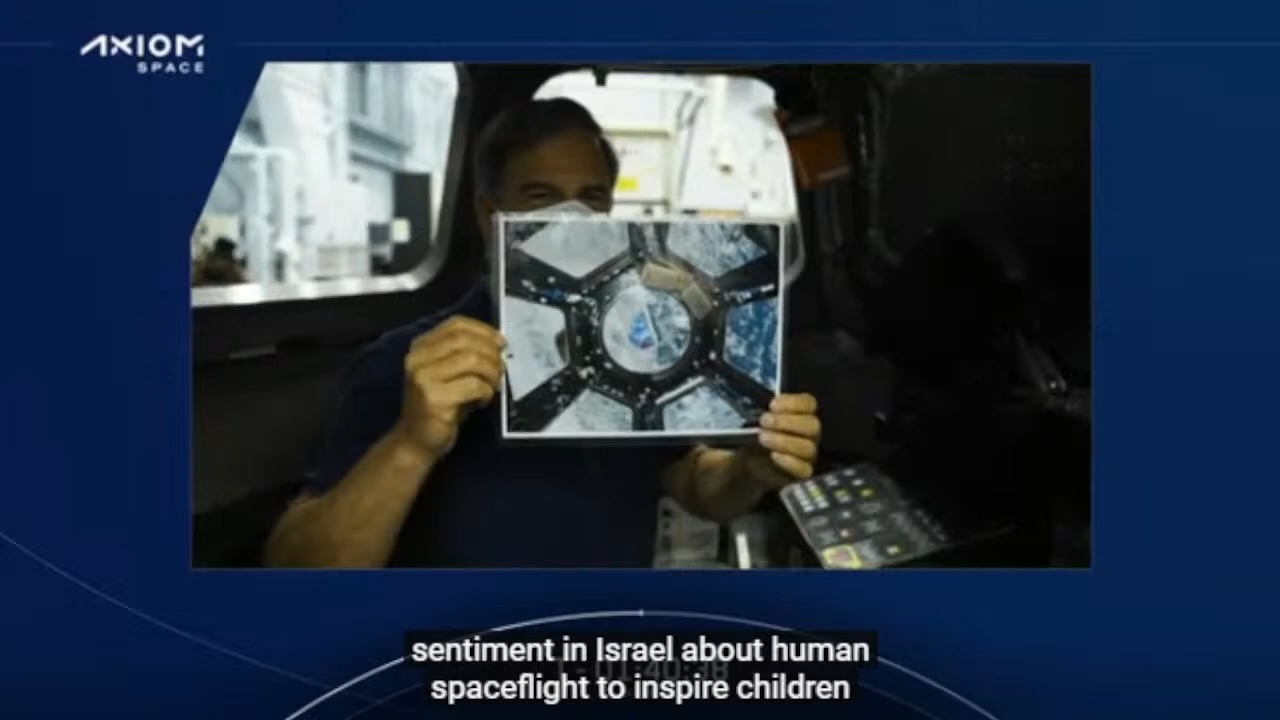 AXIOM
SPACE
sentiment in Israel about human
spaceflight to inspire children